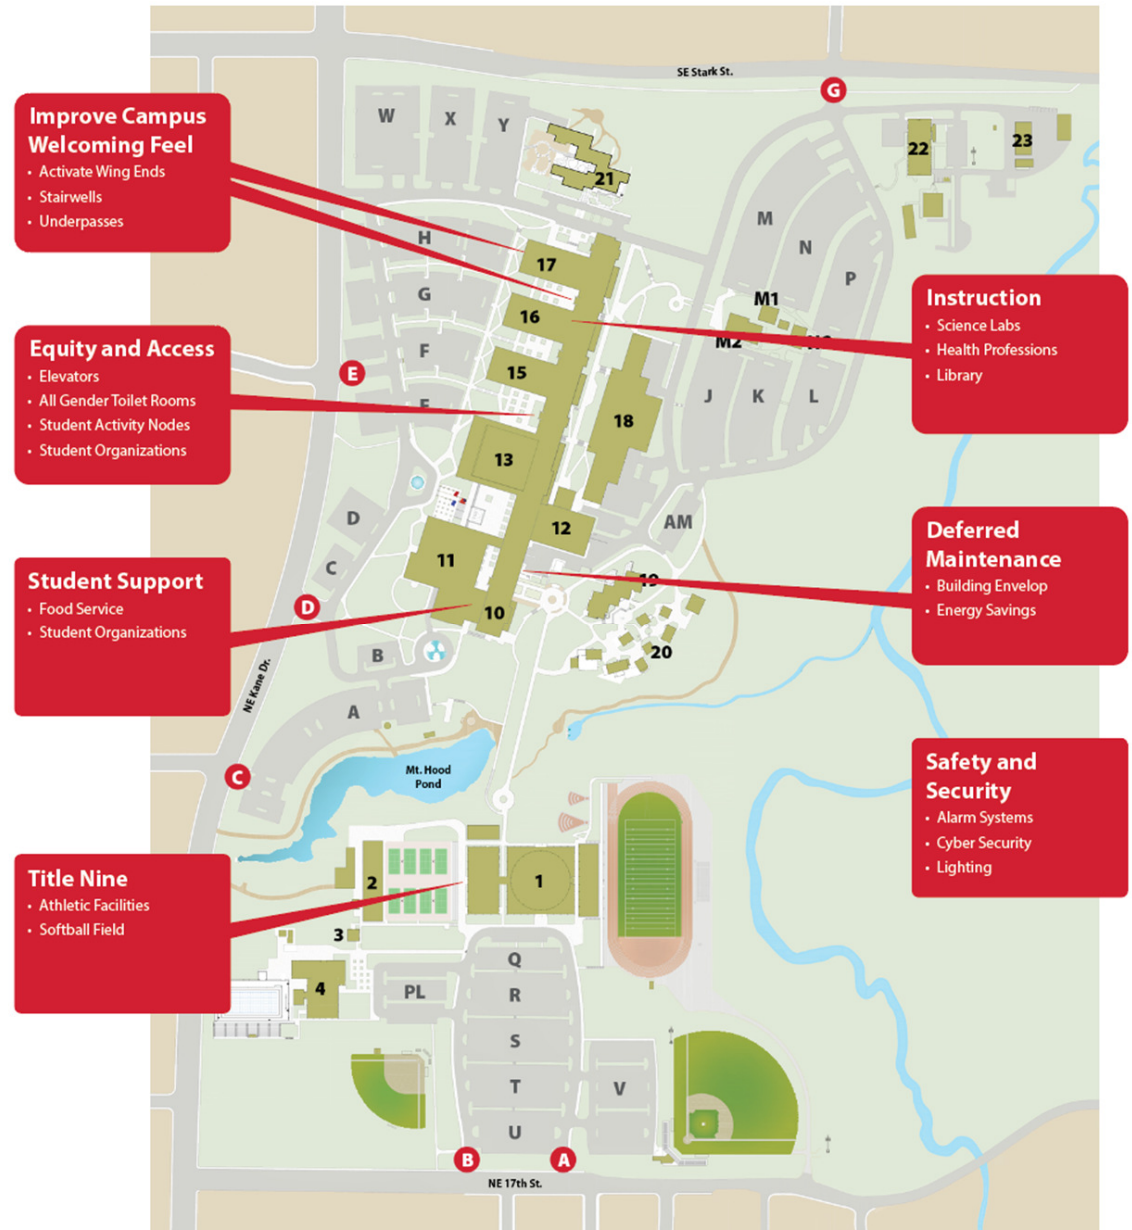 SE Stark St.
G
Improve Campus
Welcoming Feel
• Activate Wing Ends
• Stairwells
• Underpasses
W
X
Y
21
22
23
H
17
M
N
P
G
16
M1
M2
Instruction
• Science Labs
• Health Professions
• Library
Equity and Access
• Elevators
• All Gender Toilet Rooms
• Student Activity Nodes
• Student Organizations
F
E
15
J
K
L
18
13
D
12
AM
11
C
Deferred
Maintenance
• Building Envelop
• Energy Savings
Student Support
• Food Service
• Student Organizations
D
10
19
20
B
NE Kane Dr.
A
C
Mt. Hood
Pond
Safety and
Security
• Alarm Systems
• Cyber Security
• Lighting
Title Nine
• Athletic Facilities
• Softball Field
2
1
3
4
PL
Q
R
S
T
U
V
B
A
NE 17th St.